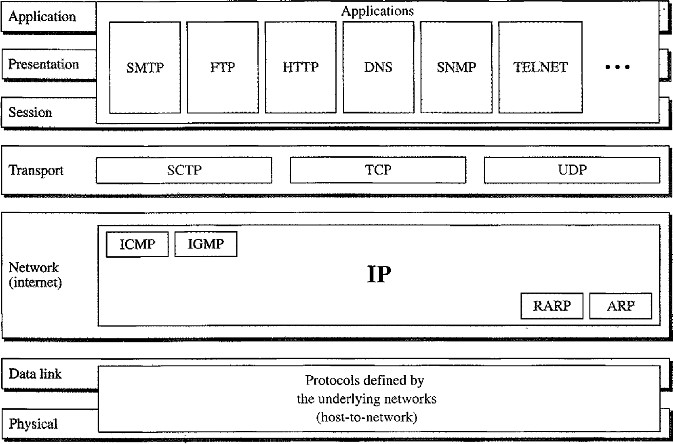 Application
Applications
Presentation
SMTP
FTP
HTTP
DNS
SNMP
TELNET
•••
Session
Transport
SCTP
TCP
UDP
ICMP
IGMP
Network
(internet)
IP
RARP
ARP
Data link
Protocols defined by
the underlying networks
(host-to-network)
Physical